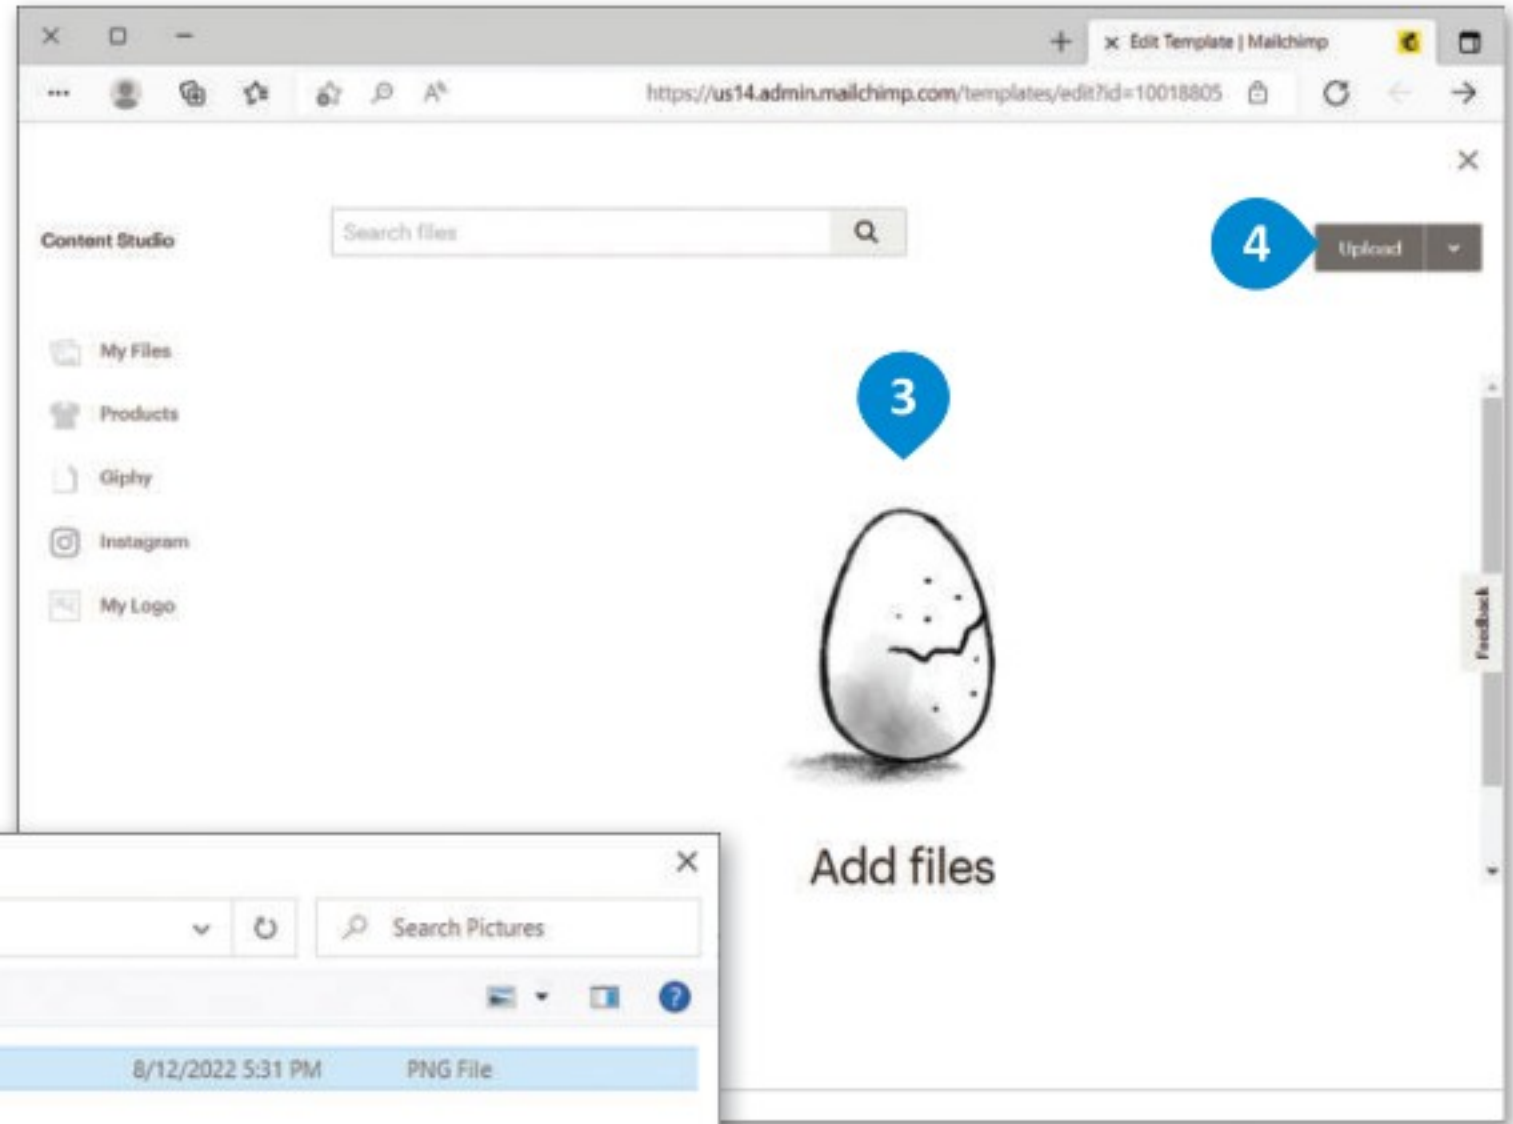 Edit Template | Mailchimp
https://us14.admin.mailchimp.com/templates/edit?id=10018805
Content Studio
Search files
4
Upload
My Files
3
Products
Giphy
Instagram
My Logo
Feedback
Add files
Search Pictures
8/12/2022 5:31 PM PNG File